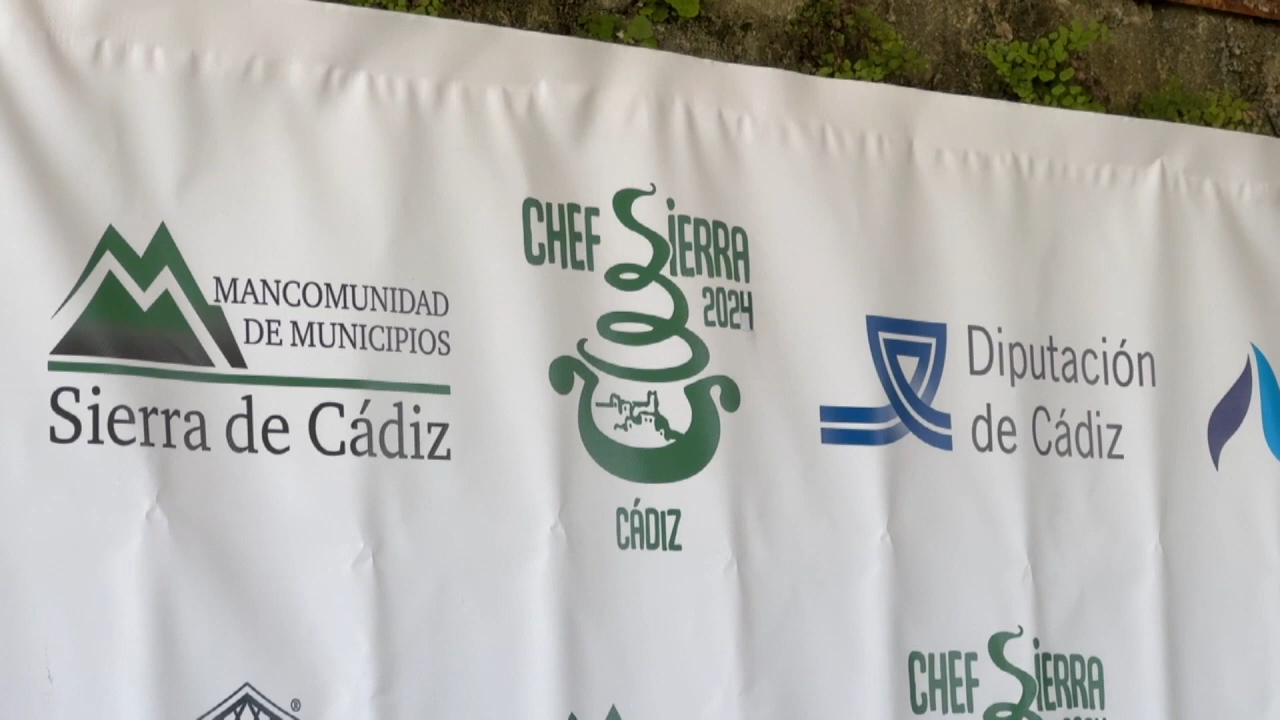 MANCOMUNIDAD
DE MUNICIPIOS
Sierra de Cádiz
CHEF SiERRA
2024
CÁDIZ
Diputación
de Cádiz
®
CHEF SiERRA